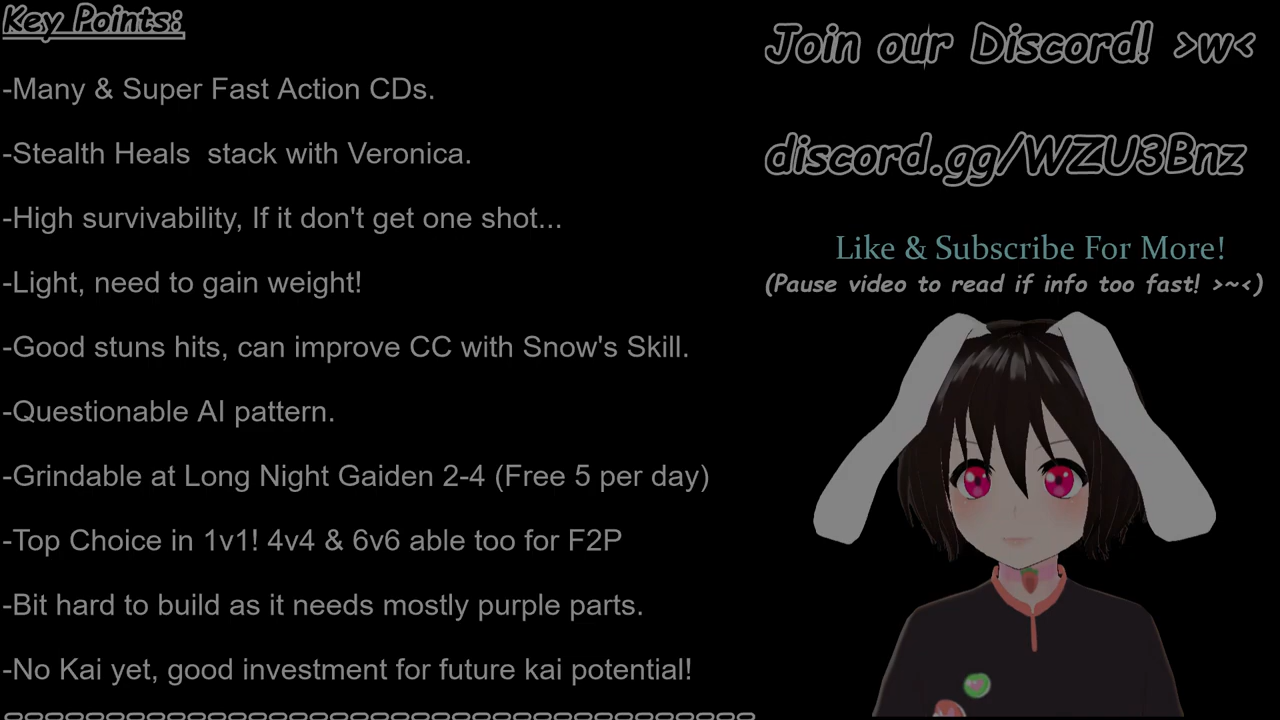 Key Points:
-Many & Super Fast Action CDs.
-Stealth Heals  stack with Veronica.
-High survivability, If it don't get one shot...
-Light, need to gain weight!
-Good stuns hits, can improve CC with Snow's Skill.
-Questionable AI pattern.
-Grindable at Long Night Gaiden 2-4 (Free 5 per day)
-Top Choice in 1v1! 4v4 & 6v6 able too for F2P
-Bit hard to build as it needs mostly purple parts.
-No Kai yet, good investment for future kai potential!
Join our Discord! >w<
discord.gg/WZU3Bnz
Like & Subscribe For More!
(Pause video to read if info too fast! >~<)